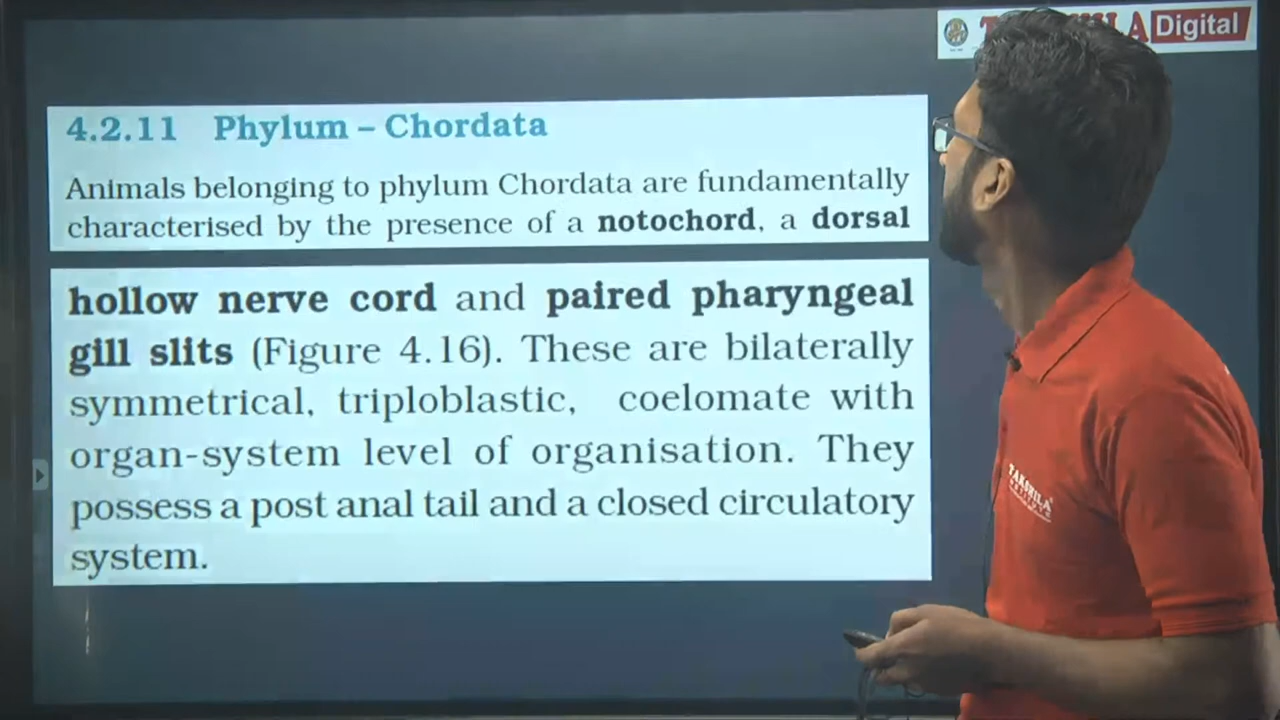 Digital
4.2.11 Phylum – Chordata
Animals belonging to phylum Chordata are fundamentally
characterised by the presence of a notochord, a dorsal
hollow nerve cord and paired pharyngeal
gill slits (Figure 4.16). These are bilaterally
symmetrical, triploblastic, coelomate with
organ-system level of organisation. They
possess a post anal tail and a closed circulatory
system.
TAKSHILA